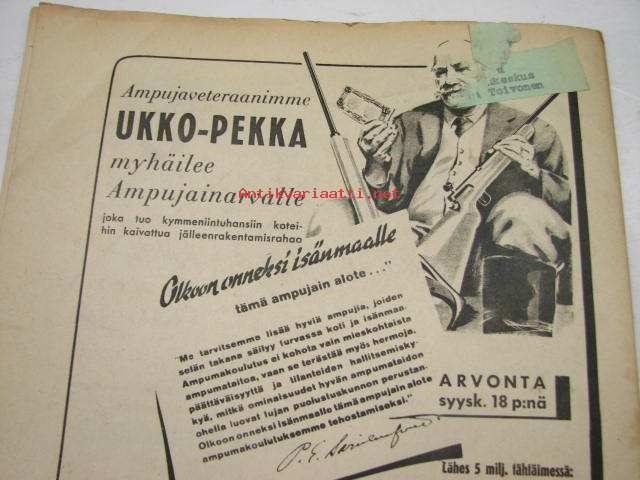 Ampujaveteraanimme
UKKO-PEKKA
myhäilee
Ampujainarvalle
joka tuo kymmeniintuhansiin kotei-
hin kaivattua jälleenrakentamisrahaa
Olkoon onneksi isänmaalle
tämä ampujain alote..."
"Me tarvitsemme lisää hyviä ampujia, joiden
selän takana säilyy turvassa koti ja isänmaa.
Ampumakoulutus ei kohota vain mieskohtaista
ampumataitoa, vaan se terästää myös hermoja,
päättäväisyyttä ja tilanteiden hallitsemisky-
kyä, mitkä ominaisuudet hyvän ampumataidon
ohella luovat lujan puolustuskunnon perustan.
Olkoon onneksi isänmaalle tämä ampujain alote
ampumakoulutuksemme tehostamiseksi."
P. E. Svinhufvud
ARVONTA
syysk. 18 p:nä
Lähes 5 milj. tähtäimessä:
keskus
Toivonen
Antikvariaatti.net